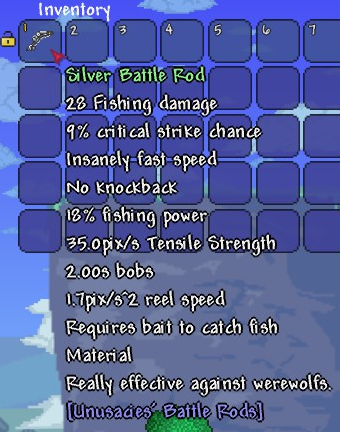 Inventory
1 2 3 4 5 6 7
Silver Battle Rod
28 Fishing damage
9% critical strike chance
Insanely fast speed
No knockback
18% fishing power
35.0pix/s Tensile Strength
2.00s bobs
1.7pix/s^2 reel speed
Requires bait to catch fish
Material
Really effective against werewolfs.
[Unusacies' Battle Rods]